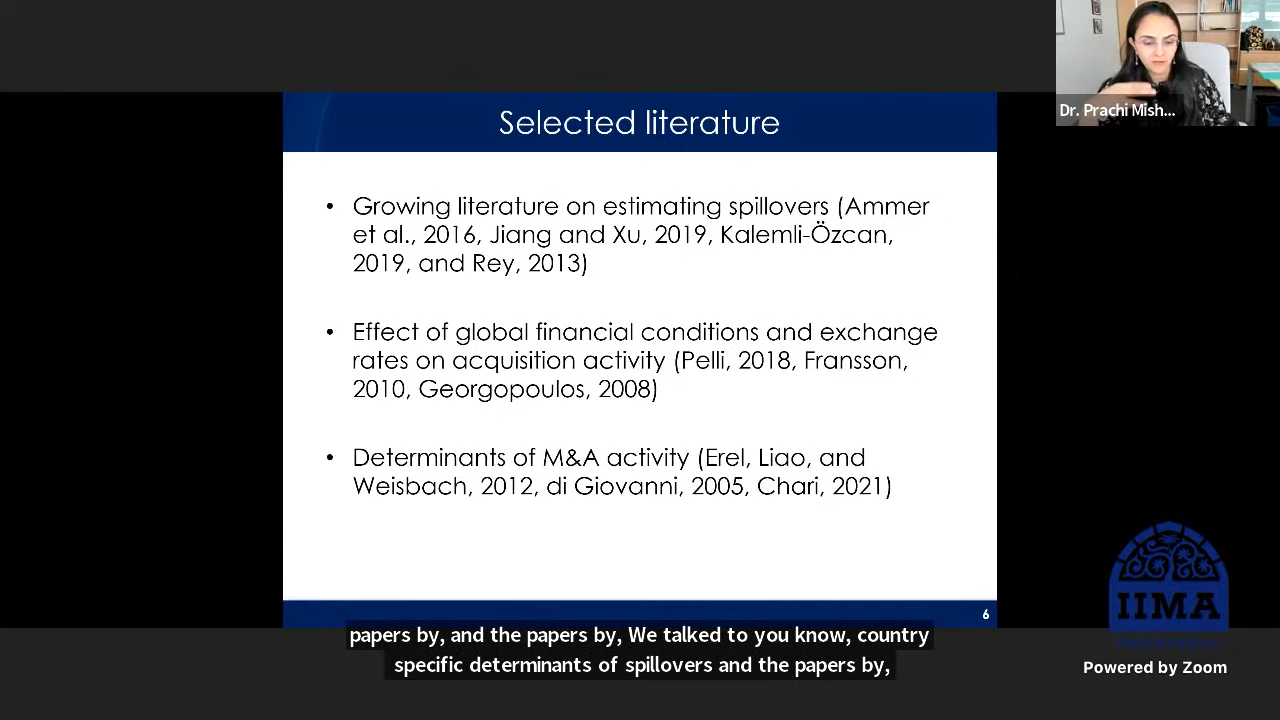 Dr. Prachi Mish...
Selected literature
• Growing literature on estimating spillovers (Ammer
et al., 2016, Jiang and Xu, 2019, Kalemli-Özcan,
2019, and Rey, 2013)
• Effect of global financial conditions and exchange
rates on acquisition activity (Pelli, 2018, Fransson,
2010, Georgopoulos, 2008)
• Determinants of M&A activity (Erel, Liao, and
Weisbach, 2012, di Giovanni, 2005, Chari, 2021)
6
papers by, and the papers by, We talked to you know, country
specific determinants of spillovers and the papers by,
IIMA
Powered by Zoom